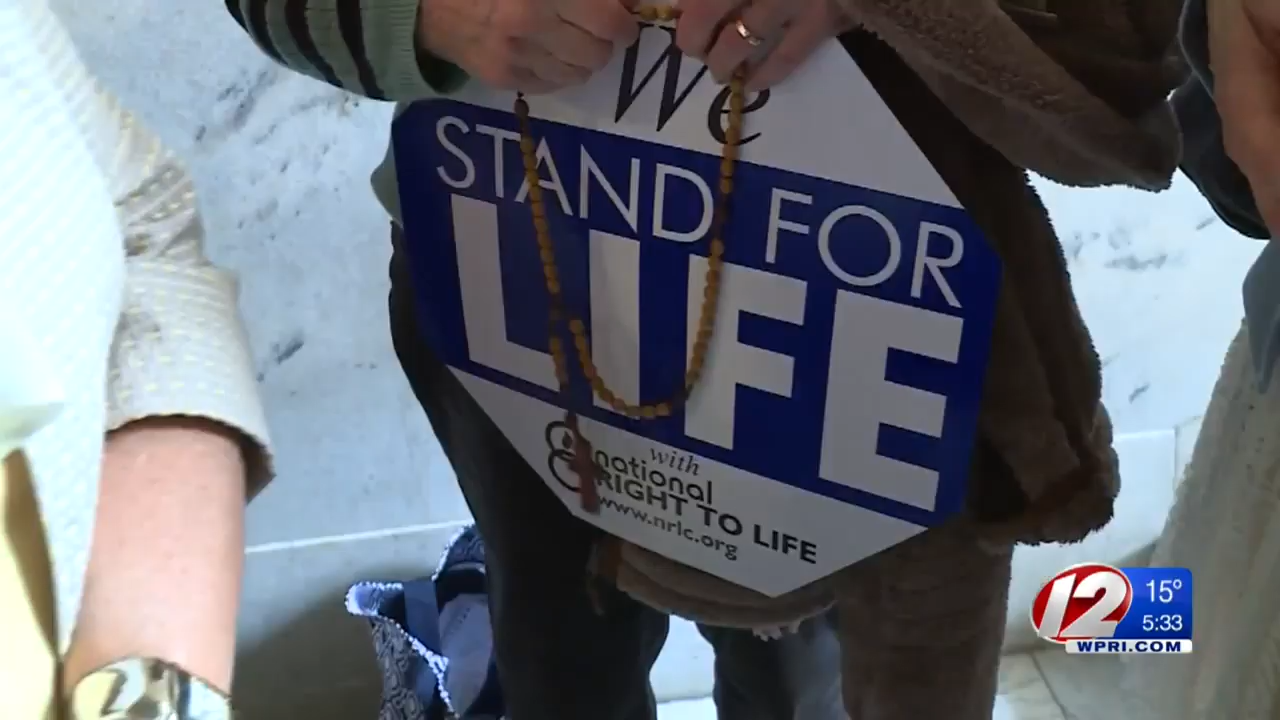 We
STAND FOR
LIFE
with
national
RIGHT TO LIFE
www.nrlc.org
12
15°
5:33
WPRI.COM